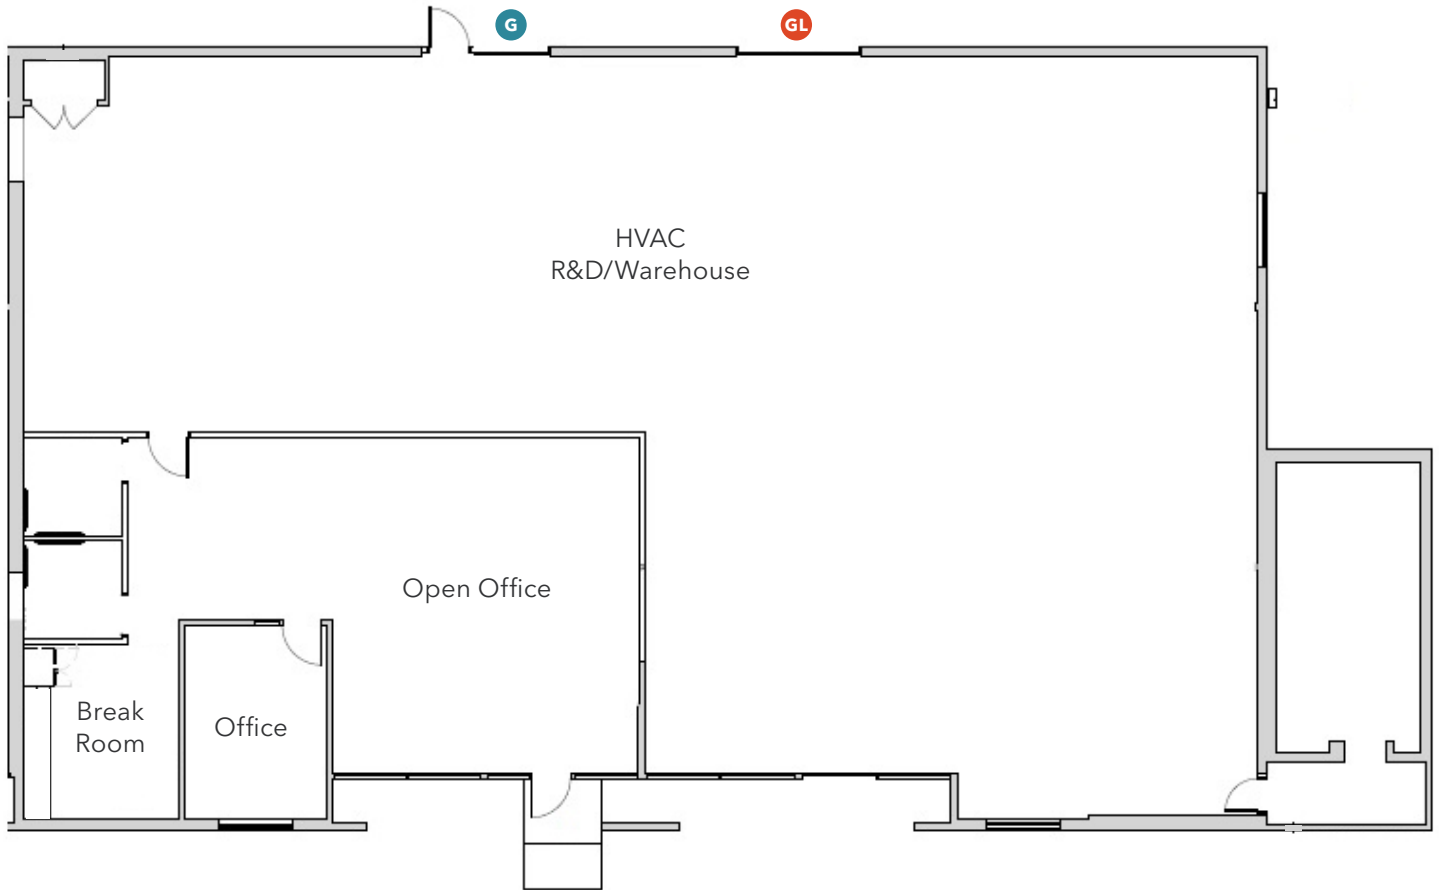 G
GL
HVAC
R&D/Warehouse
Open Office
Break
Room
Office